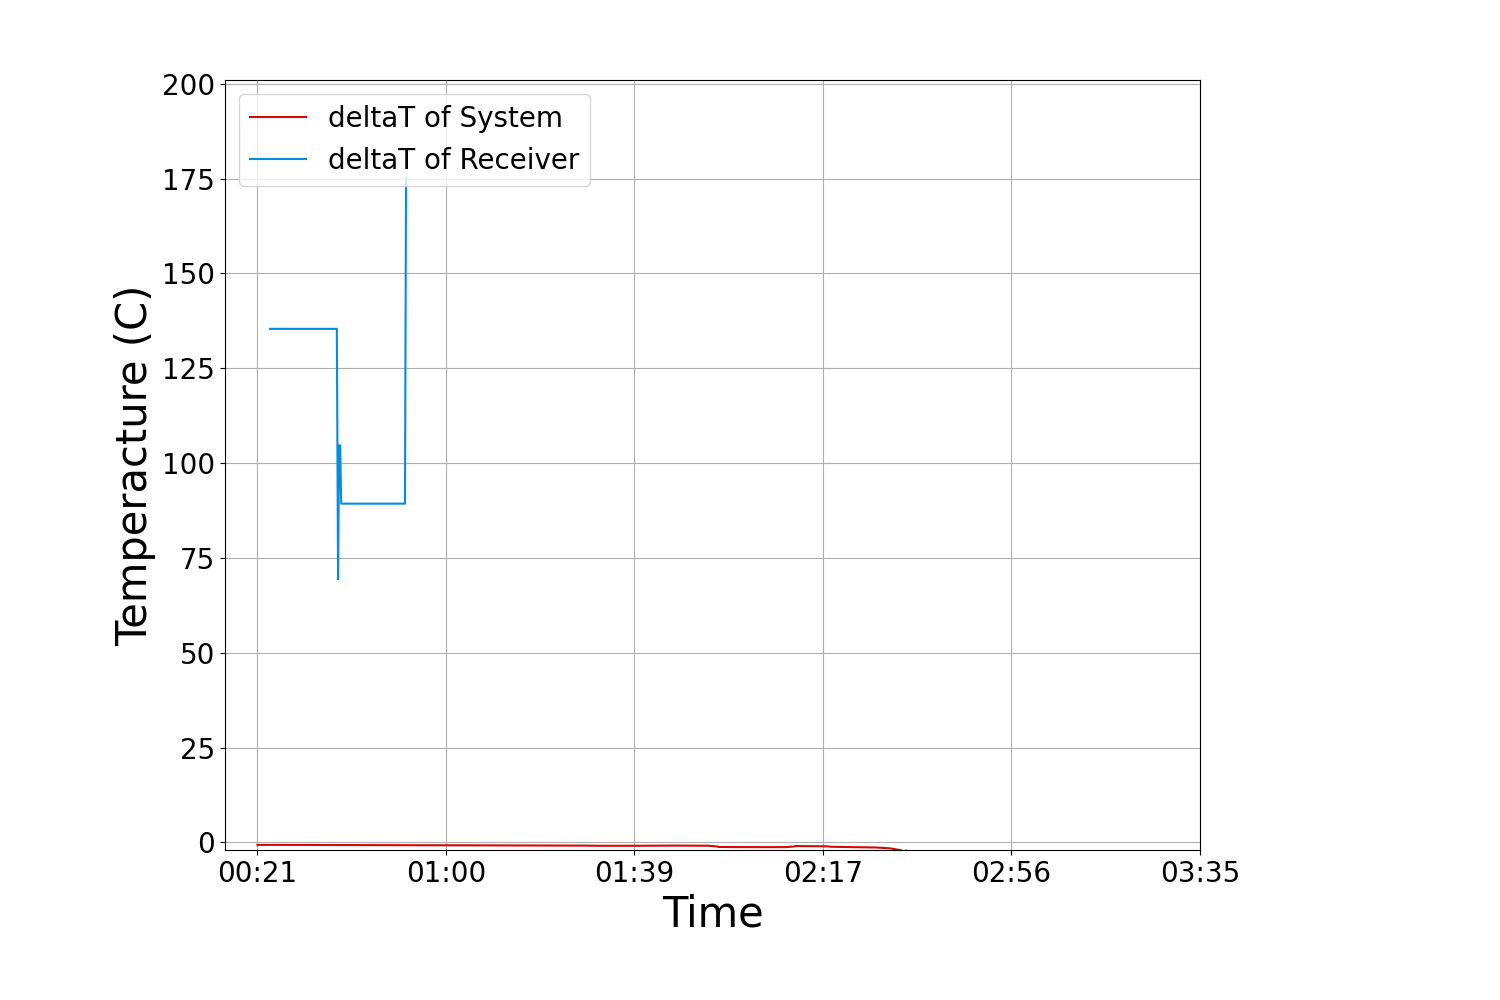 deltaT of System
deltaT of Receiver
200
175
150
125
100
75
50
25
0
Temperacture (C)
00:21 01:00 01:39 02:17 02:56 03:35
Time